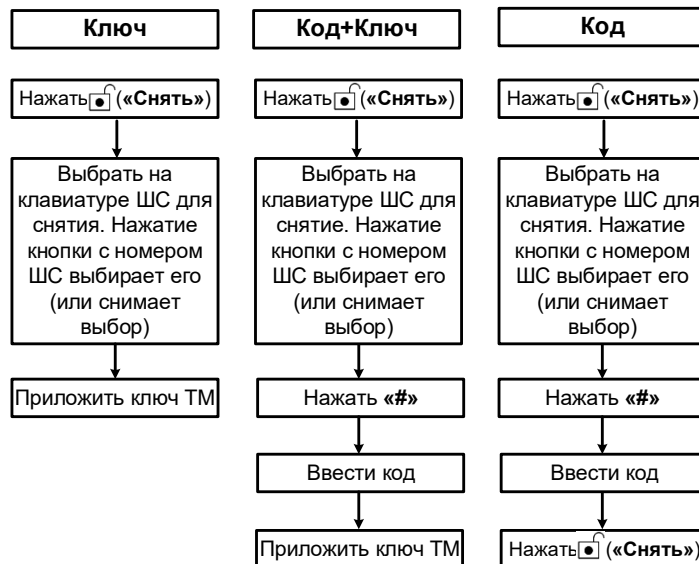 Ключ
Нажать («Снять»)
Выбрать на
клавиатуре ШС для
снятия. Нажатие
кнопки с номером
ШС выбирает его
(или снимает
выбор)
Приложить ключ ТМ
Код+Ключ
Нажать («Снять»)
Выбрать на
клавиатуре ШС для
снятие. Нажатие
кнопки с номером
ШС выбирает его
(или снимает
выбор)
Нажать «#»
Ввести код
Приложить ключ ТМ
Код
Нажать («Снять»)
Выбрать на
клавиатуре ШС для
снятия. Нажатие
кнопки с номером
ШС выбирает его
(или снимает
выбор)
Нажать «#»
Ввести код
Нажать («Снять»)